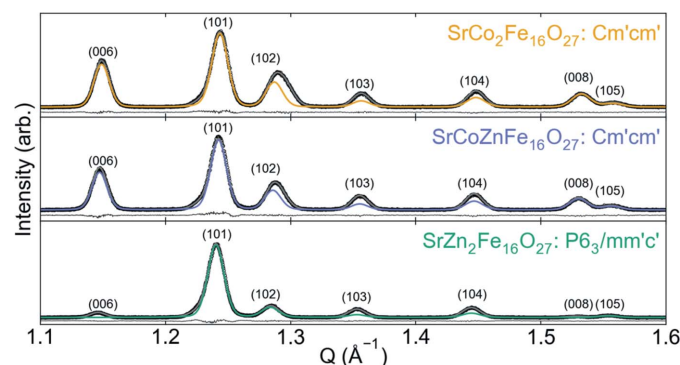 (006) (101) (102) (103) (104) (008) (105) SrCo₂Fe₁₆O₂₇: Cm'cm'
(006) (101) (102) (103) (104) (008) (105) SrCoZnFe₁₆O₂₇: Cm'cm'
(006) (101) (102) (103) (104) (008) (105) SrZn₂Fe₁₆O₂₇: P6₃/mm'c'
Intensity (arb.)
1.1 1.2 1.3 1.4 1.5 1.6
Q (Å⁻¹)